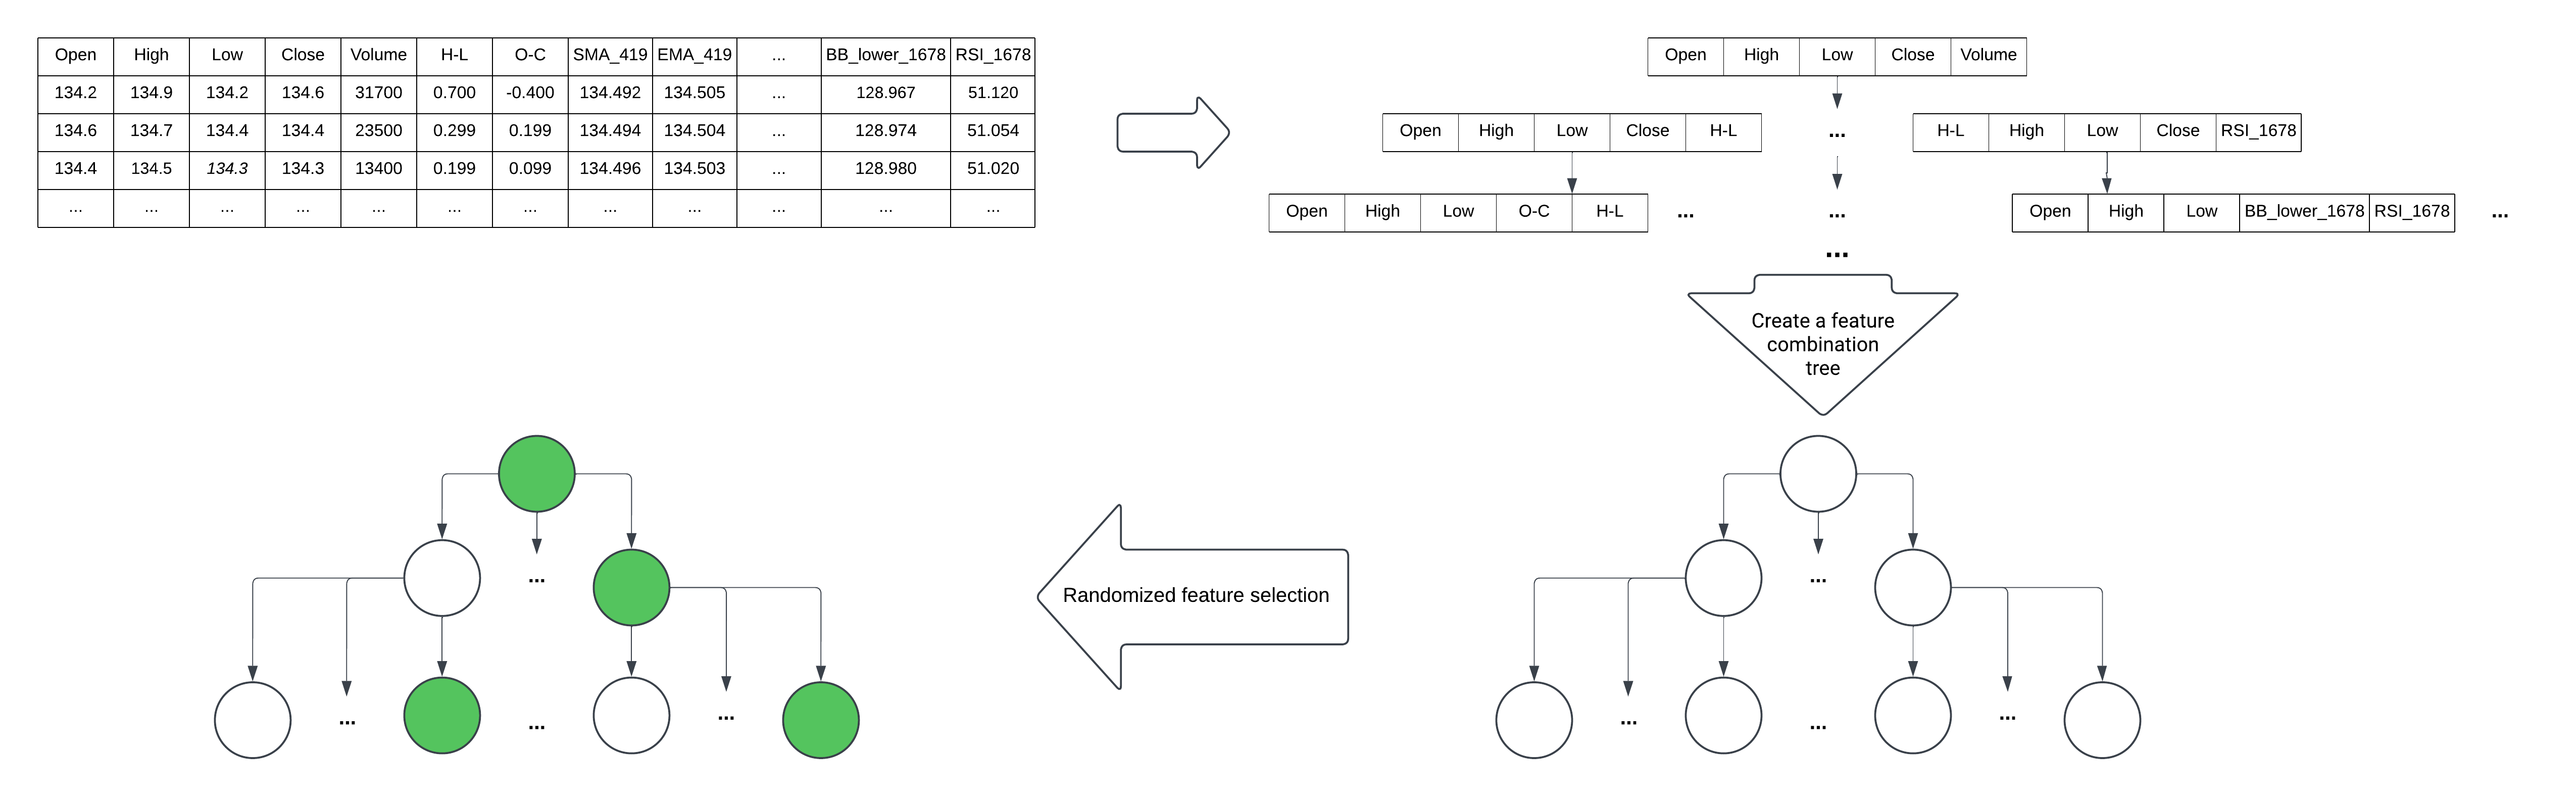 Open High Low Close Volume H-L O-C SMA_419 EMA_419 ... BB_lower_1678 RSI_1678
134.2 134.9 134.2 134.6 31700 0.700 -0.400 134.492 134.505 ... 128.967 51.120
134.6 134.7 134.4 134.4 23500 0.299 0.199 134.494 134.504 ... 128.974 51.054
134.4 134.5 134.3 134.3 13400 0.199 0.099 134.496 134.503 ... 128.980 51.020
... ... ... ... ... ... ... ... ... ... ... ...
Open High Low Close Volume
Open High Low Close H-L ... H-L High Low Close RSI_1678
Open High Low O-C H-L ... ... Open High Low BB_lower_1678 RSI_1678 ...
...
Create a feature
combination
tree
...
... ... ...
Randomized feature selection
...
... ... ...